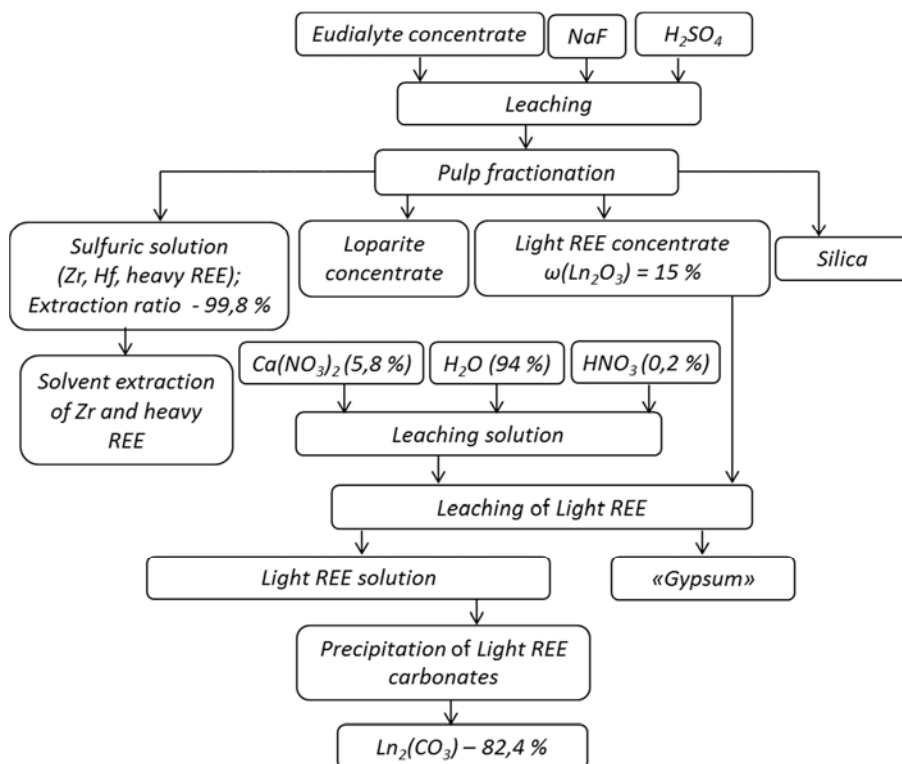 Eudialyte concentrate
NaF
H₂SO₄
Leaching
Pulp fractionation
Sulfuric solution
(Zr, Hf, heavy REE);
Extraction ratio - 99,8 %
Loparite
concentrate
Light REE concentrate
ω(Ln₂O₃) = 15 %
Silica
Solvent extraction
of Zr and heavy
REE
Ca(NO₃)₂ (5,8 %)
H₂O (94 %)
HNO₃ (0,2 %)
Leaching solution
Leaching of Light REE
Light REE solution
«Gypsum»
Precipitation of Light REE
carbonates
Ln₂(CO₃) – 82,4 %